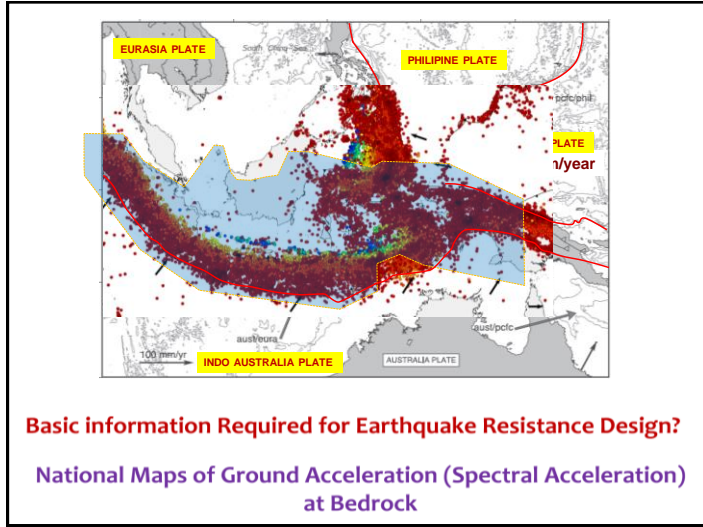 EURASIA PLATE
South China Sea
PHILIPINE PLATE
pcfc/phil
PLATE
/year
aust/eura
aust/pcfc
100 mm/yr
INDO AUSTRALIA PLATE
AUSTRALIA PLATE
Basic information Required for Earthquake Resistance Design?
National Maps of Ground Acceleration (Spectral Acceleration)
at Bedrock